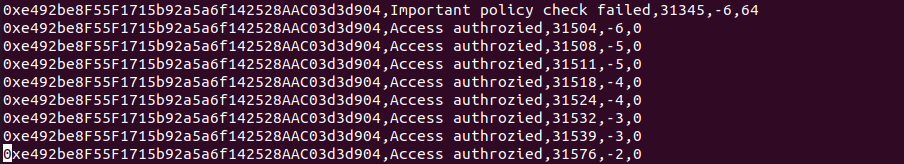 0xe492be8F55F1715b92a5a6f142528AAC03d3d904,Important policy check failed,31345,-6,64
0xe492be8F55F1715b92a5a6f142528AAC03d3d904,Access authrozied,31504,-6,0
0xe492be8F55F1715b92a5a6f142528AAC03d3d904,Access authrozied,31508,-5,0
0xe492be8F55F1715b92a5a6f142528AAC03d3d904,Access authrozied,31511,-5,0
0xe492be8F55F1715b92a5a6f142528AAC03d3d904,Access authrozied,31518,-4,0
0xe492be8F55F1715b92a5a6f142528AAC03d3d904,Access authrozied,31524,-4,0
0xe492be8F55F1715b92a5a6f142528AAC03d3d904,Access authrozied,31532,-3,0
0xe492be8F55F1715b92a5a6f142528AAC03d3d904,Access authrozied,31539,-3,0
0xe492be8F55F1715b92a5a6f142528AAC03d3d904,Access authrozied,31576,-2,0